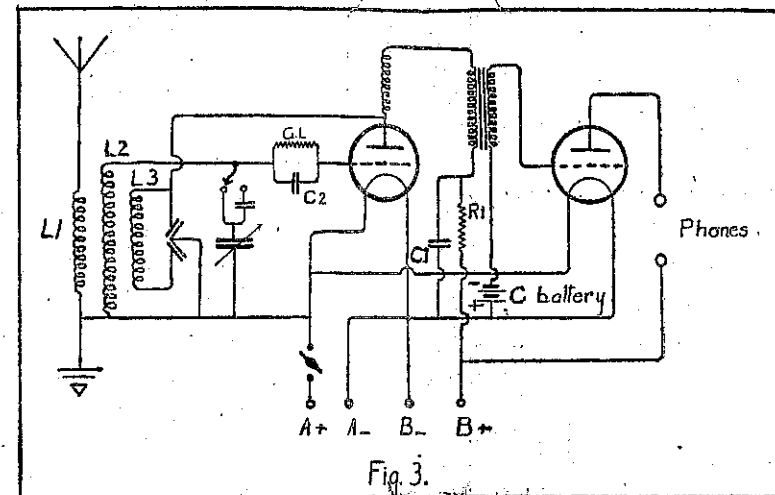 L1
L2
L3
G.L
C2
C1
R1
Phones
- C battery
+
A+ A- B- B+
Fig. 3.